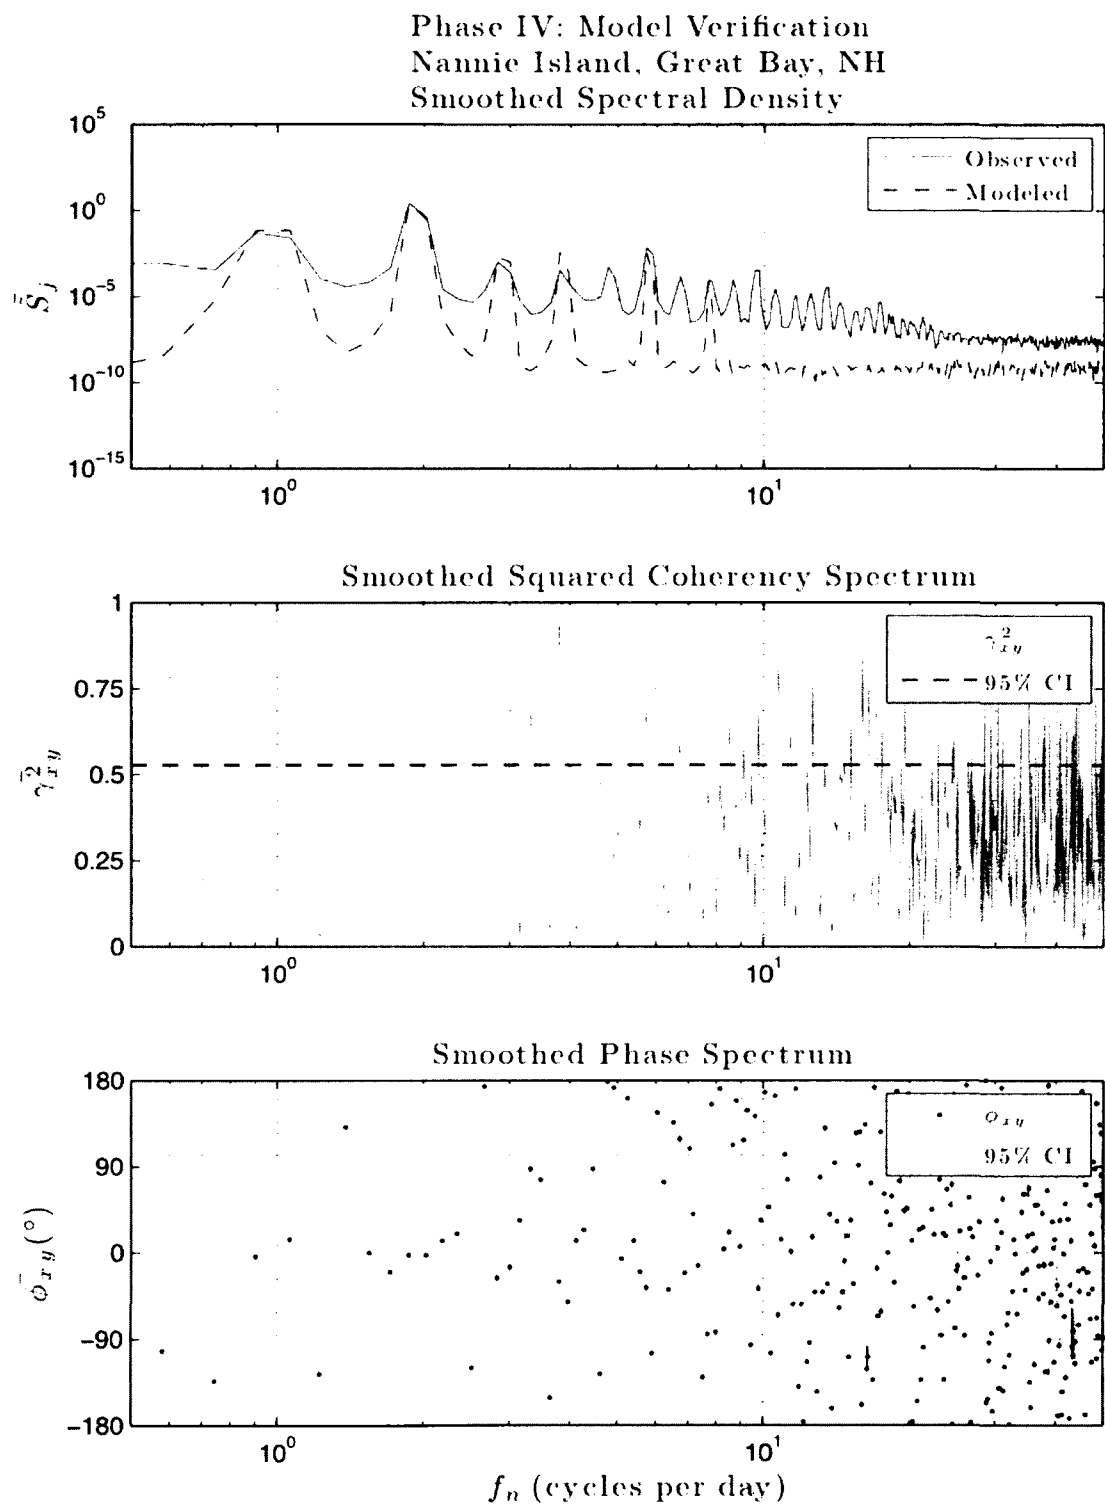 Phase IV: Model Verification
Nannie Island, Great Bay, NH
Smoothed Spectral Density
10^5
10^0
10^-5
10^-10
10^-15
S̄_j
Observed
Modeled
10^0
10^1
Smoothed Squared Coherency Spectrum
1
0.75
0.5
0.25
0
γ̄²_xy
γ²_xy
95% CI
10^0
10^1
Smoothed Phase Spectrum
180
90
0
−90
−180
φ̄_xy(°)
φ_xy
95% CI
10^0
10^1
f_n (cycles per day)